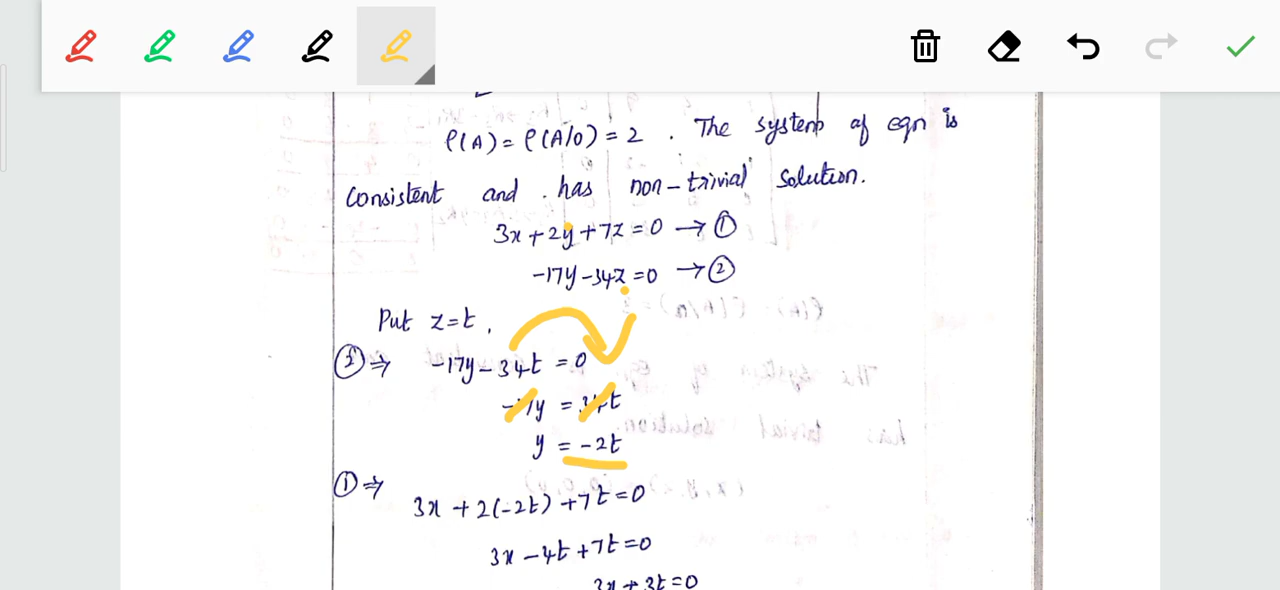 ρ(A) = ρ(A/0) = 2 . The system of eqn is
Consistent and has non-trivial solution.
3x + 2y + 7z = 0 → ①
-17y - 34z = 0 → ②
Put z = t ,
② ⇒ -17y - 34t = 0
-17y = 34t
y = -2t
① ⇒ 3x + 2(-2t) + 7t = 0
3x - 4t + 7t = 0
3x + 3t = 0